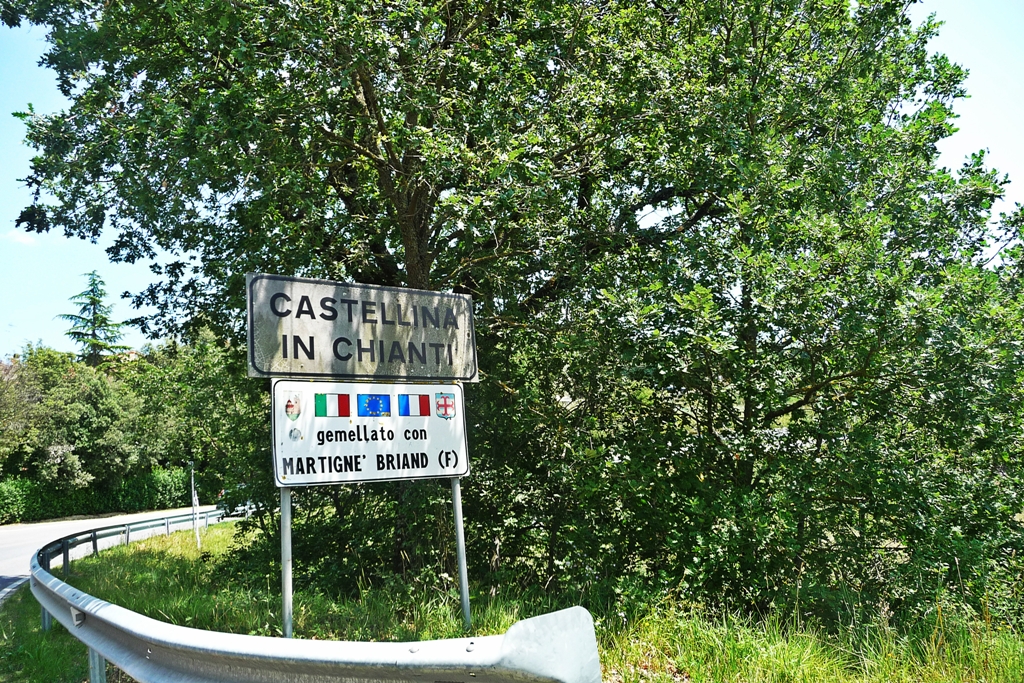 CASTELLINA
IN CHIANTI
gemellato con
MARTIGNE' BRIAND (F)